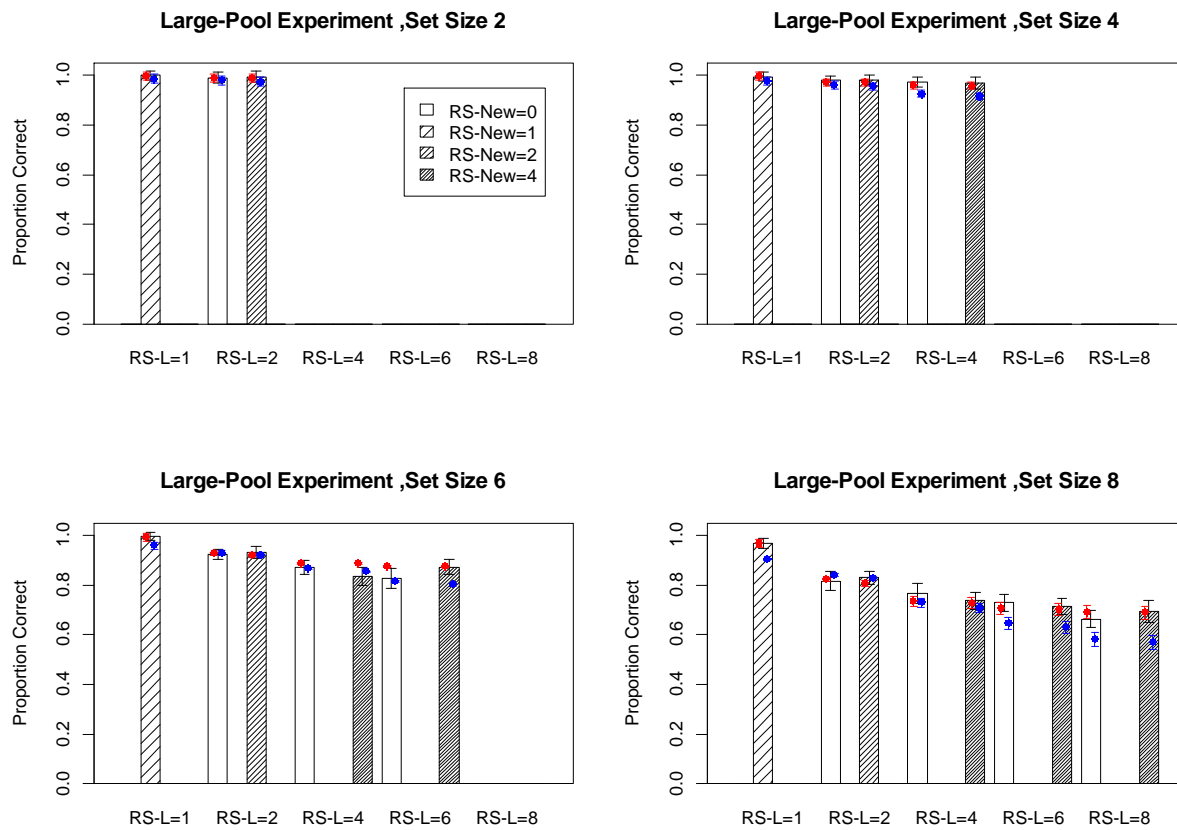 Large-Pool Experiment ,Set Size 2
Proportion Correct
0.0 0.2 0.4 0.6 0.8 1.0
RS-New=0
RS-New=1
RS-New=2
RS-New=4
RS-L=1 RS-L=2 RS-L=4 RS-L=6 RS-L=8
Large-Pool Experiment ,Set Size 4
Proportion Correct
0.0 0.2 0.4 0.6 0.8 1.0
RS-L=1 RS-L=2 RS-L=4 RS-L=6 RS-L=8
Large-Pool Experiment ,Set Size 6
Proportion Correct
0.0 0.2 0.4 0.6 0.8 1.0
RS-L=1 RS-L=2 RS-L=4 RS-L=6 RS-L=8
Large-Pool Experiment ,Set Size 8
Proportion Correct
0.0 0.2 0.4 0.6 0.8 1.0
RS-L=1 RS-L=2 RS-L=4 RS-L=6 RS-L=8